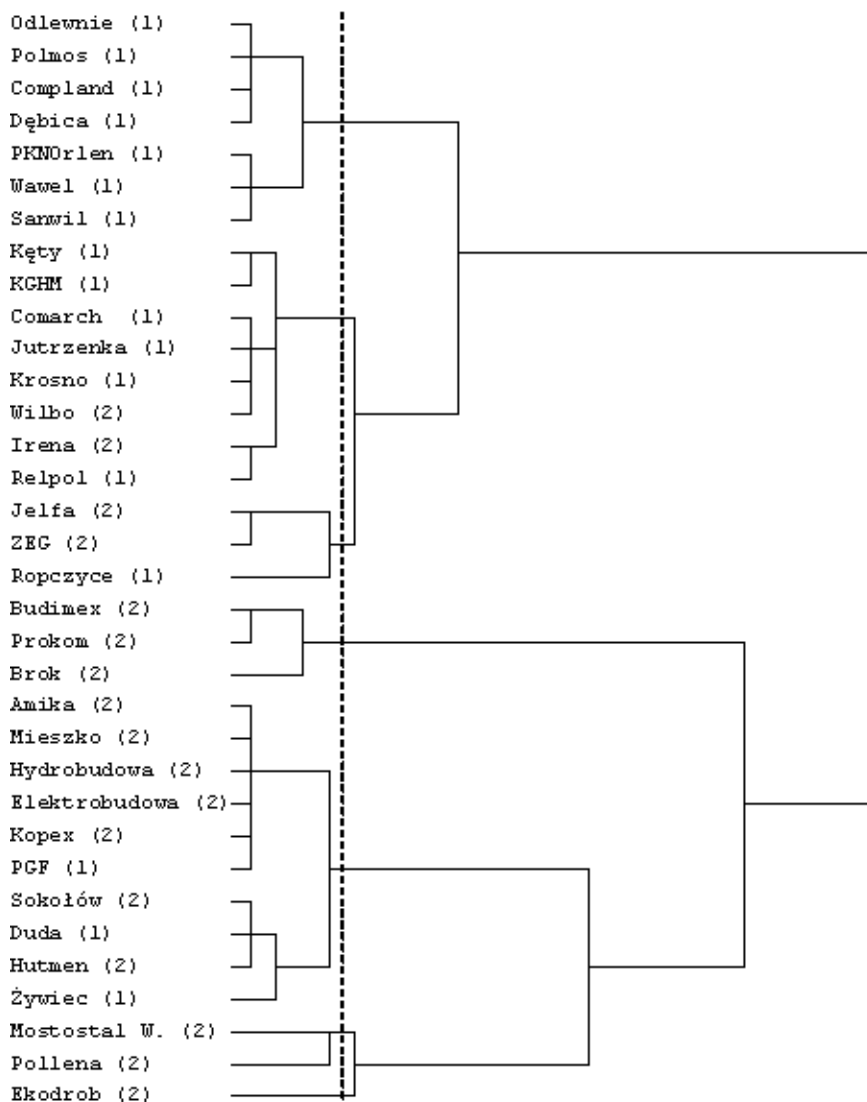 Odlewnie (1)
Polmos (1)
Compland (1)
Dębica (1)
PKNOrlen (1)
Wawel (1)
Sanwil (1)
Kęty (1)
KGHM (1)
Comarch (1)
Jutrzenka (1)
Krosno (1)
Wilbo (2)
Irena (2)
Relpol (1)
Jelfa (2)
ZEG (2)
Ropczyce (1)
Budimex (2)
Prokom (2)
Brok (2)
Amika (2)
Mieszko (2)
Hydrobudowa (2)
Elektrobudowa (2)
Kopex (2)
PGF (1)
Sokołów (2)
Duda (1)
Hutmen (2)
Żywiec (1)
Mostostal W. (2)
Pollena (2)
Ekodrob (2)